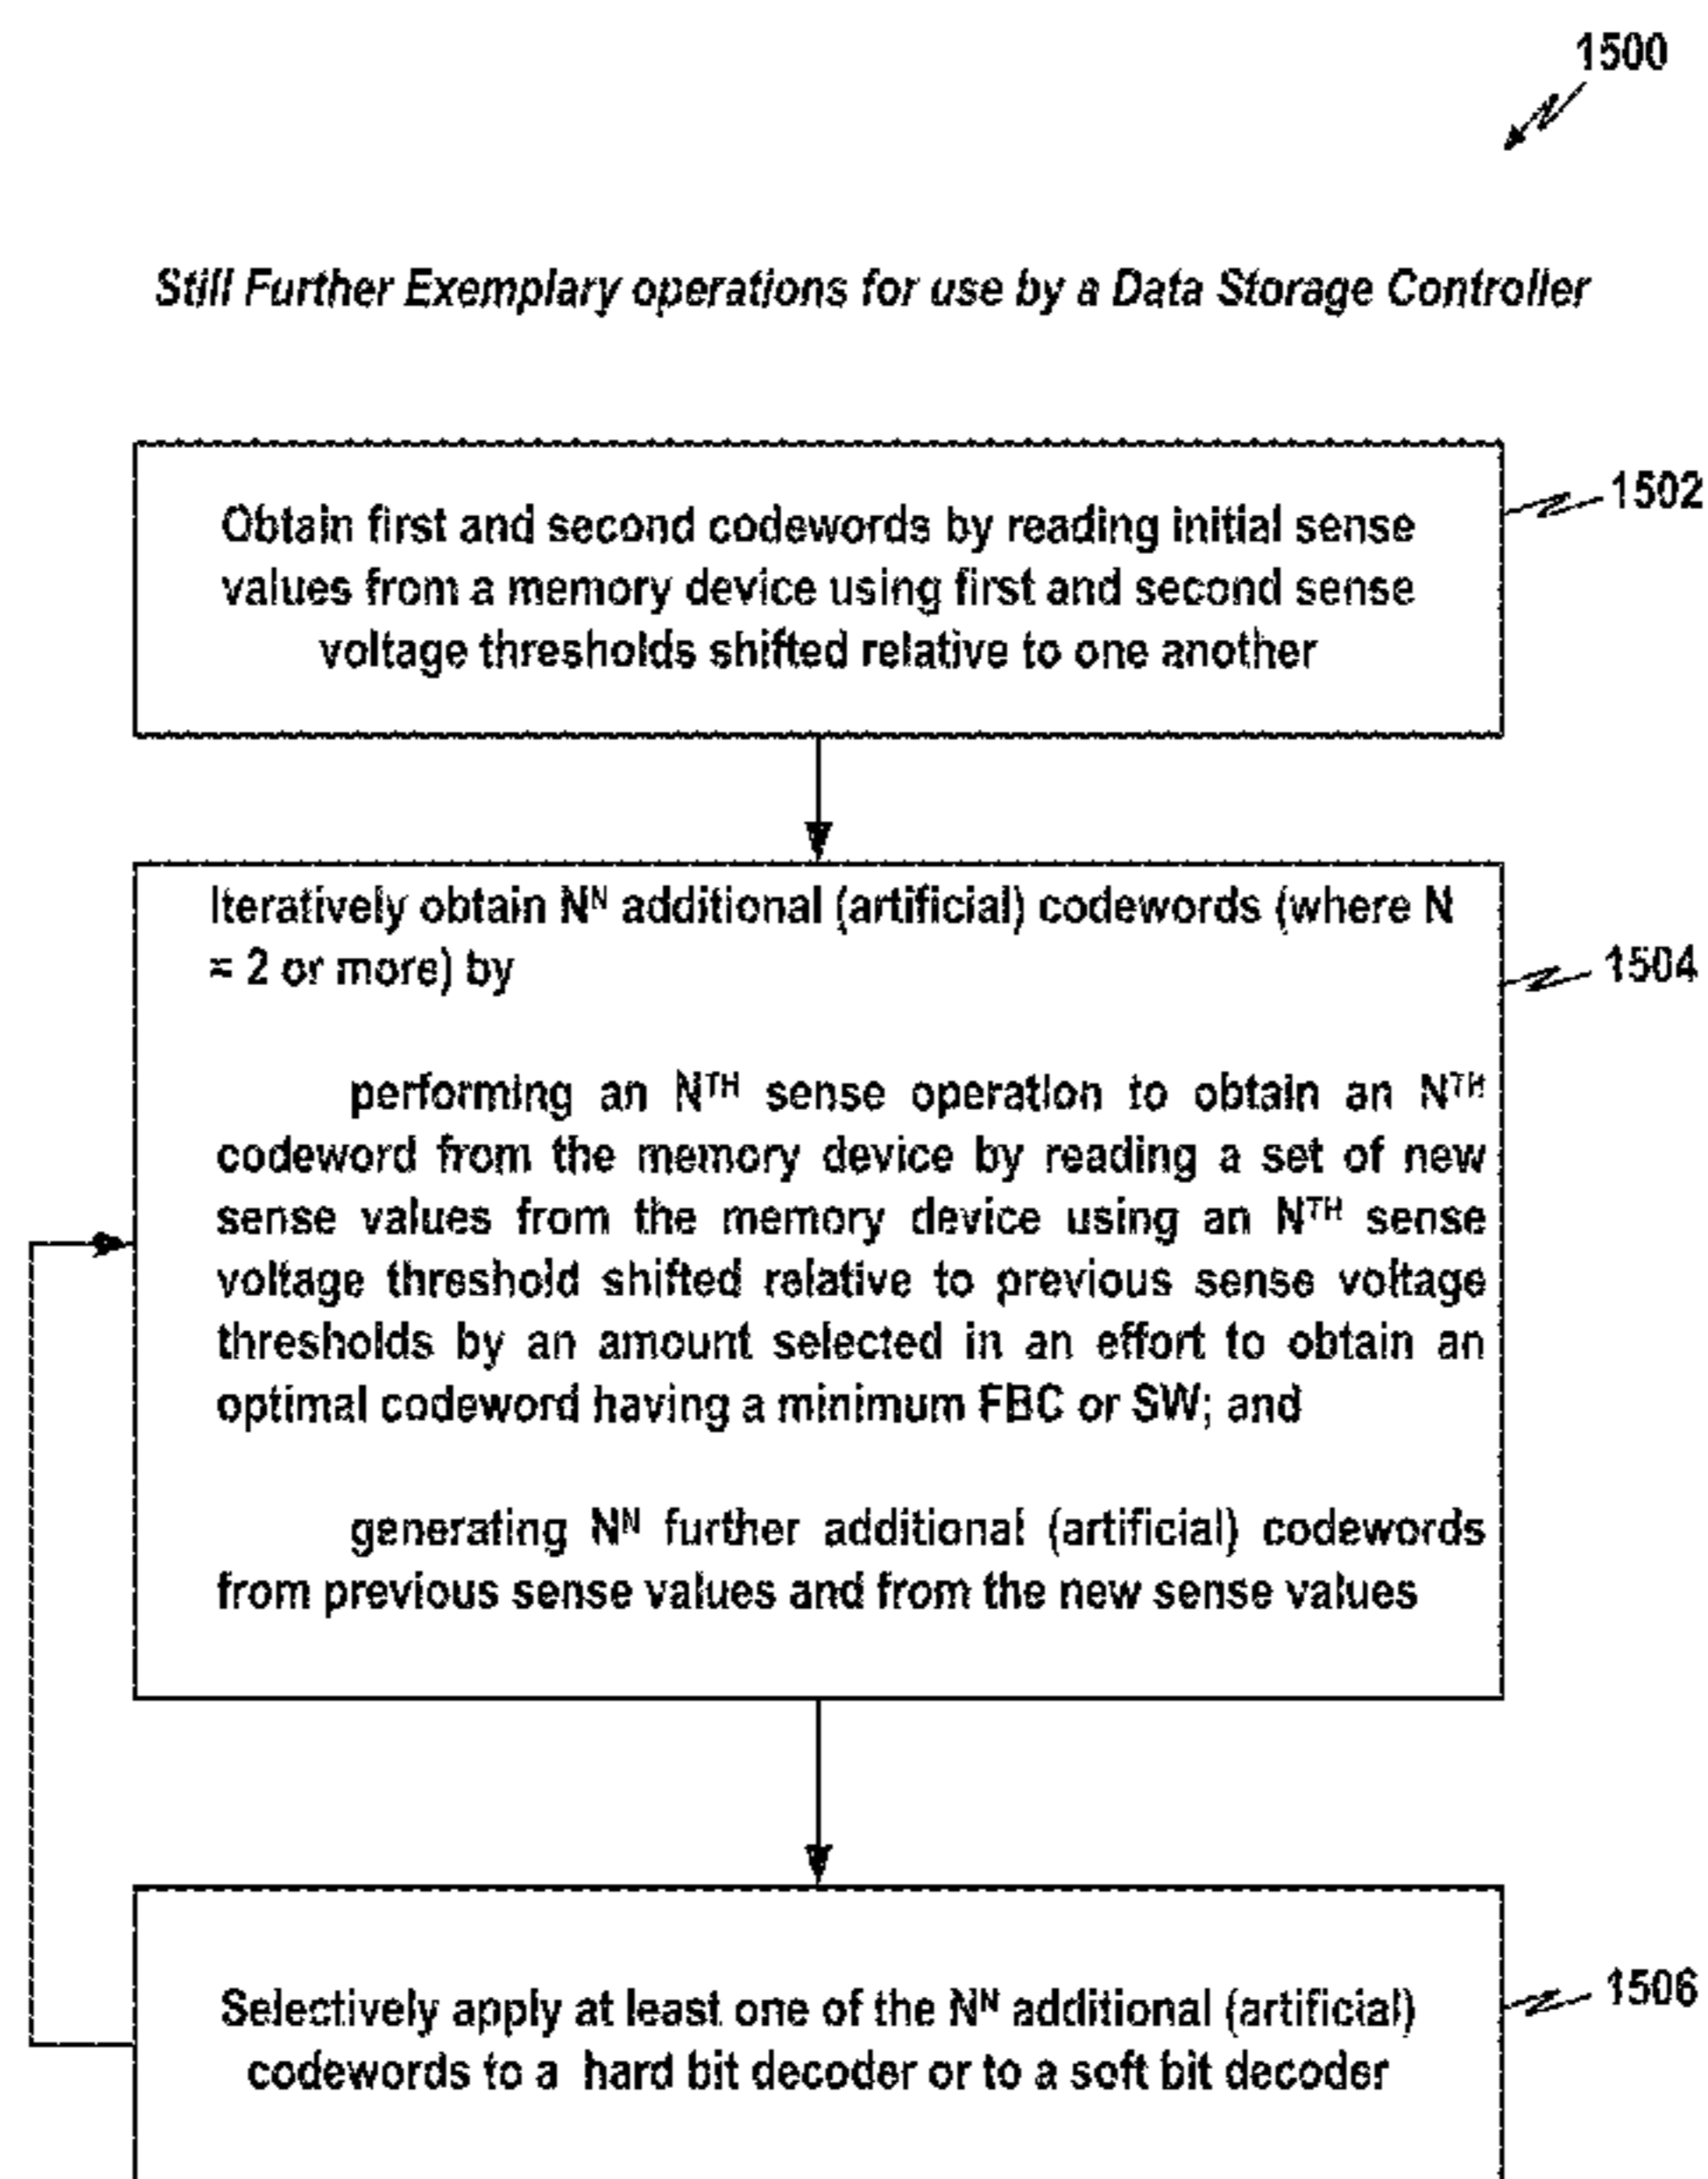 1500
Still Further Exemplary operations for use by a Data Storage Controller
1502
Obtain first and second codewords by reading initial sense
values from a memory device using first and second sense
voltage thresholds shifted relative to one another
Iteratively obtain Nᴺ additional (artificial) codewords (where N
= 2 or more) by
1504
performing an Nᵀᴴ sense operation to obtain an Nᵀᴴ
codeword from the memory device by reading a set of new
sense values from the memory device using an Nᵀᴴ sense
voltage threshold shifted relative to previous sense voltage
thresholds by an amount selected in an effort to obtain an
optimal codeword having a minimum FBC or SW; and
generating Nᴺ further additional (artificial) codewords
from previous sense values and from the new sense values
1506
Selectively apply at least one of the Nᴺ additional (artificial)
codewords to a hard bit decoder or to a soft bit decoder